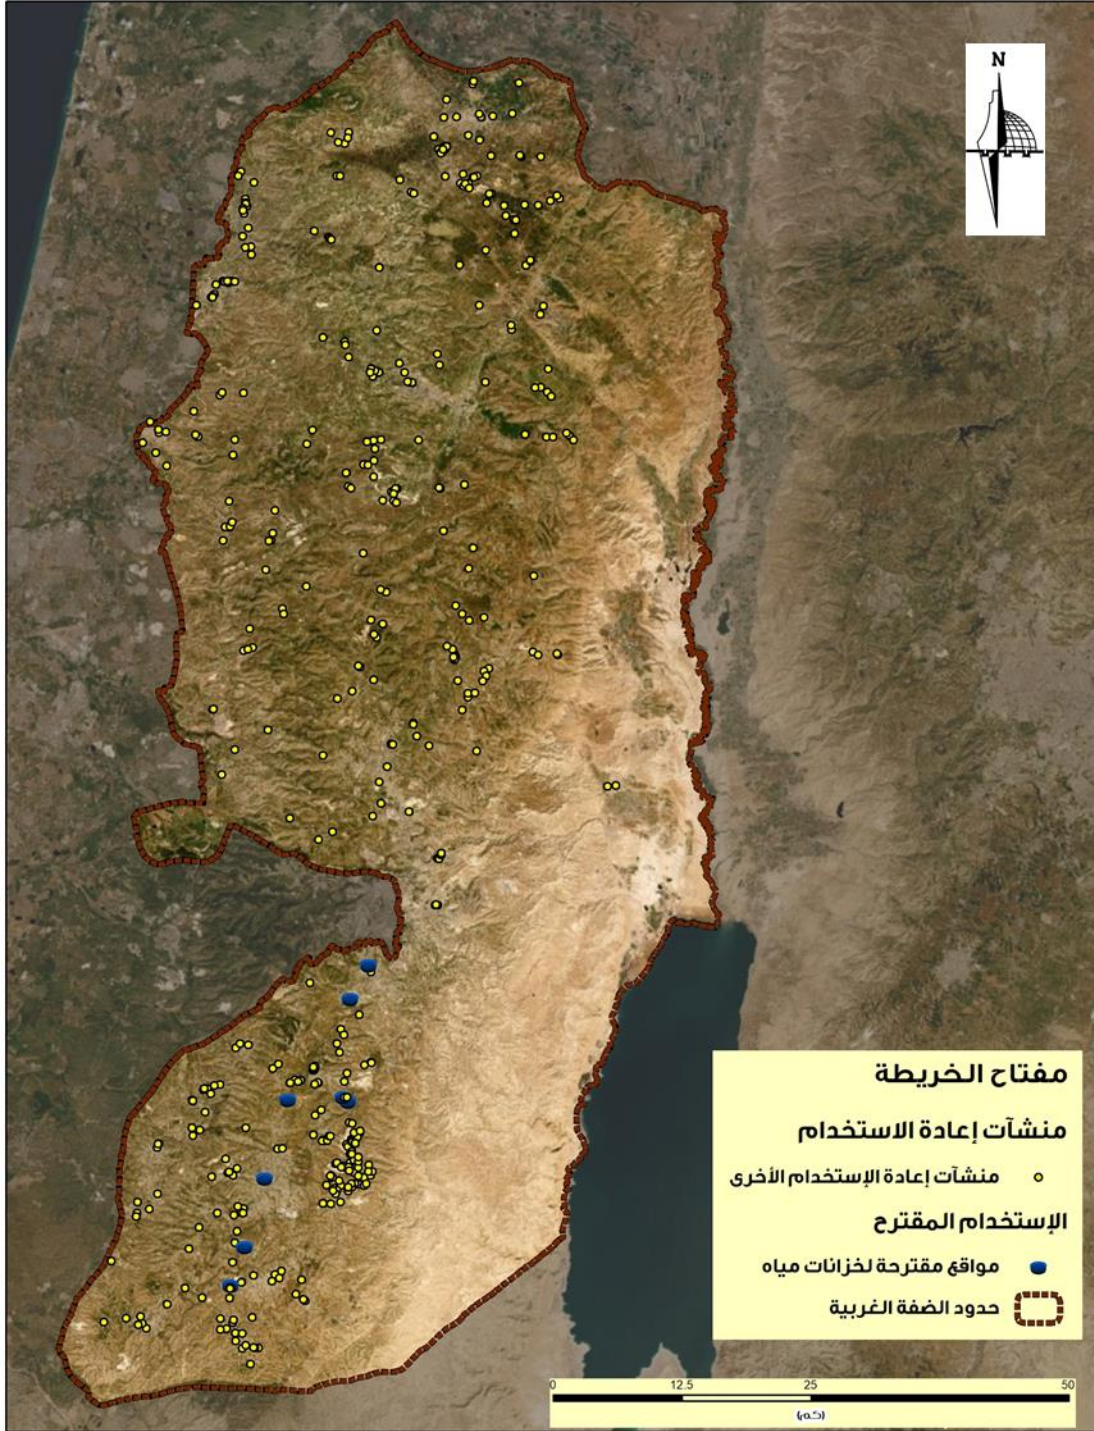 N
مفتاح الخريطة
منشآت إعادة الاستخدام
منشآت إعادة الإستخدام الأخرى
الإستخدام المقترح
مواقع مقترحة لخزانات مياه
حدود الضفة الغربية
0 12.5 25 50
(كم)